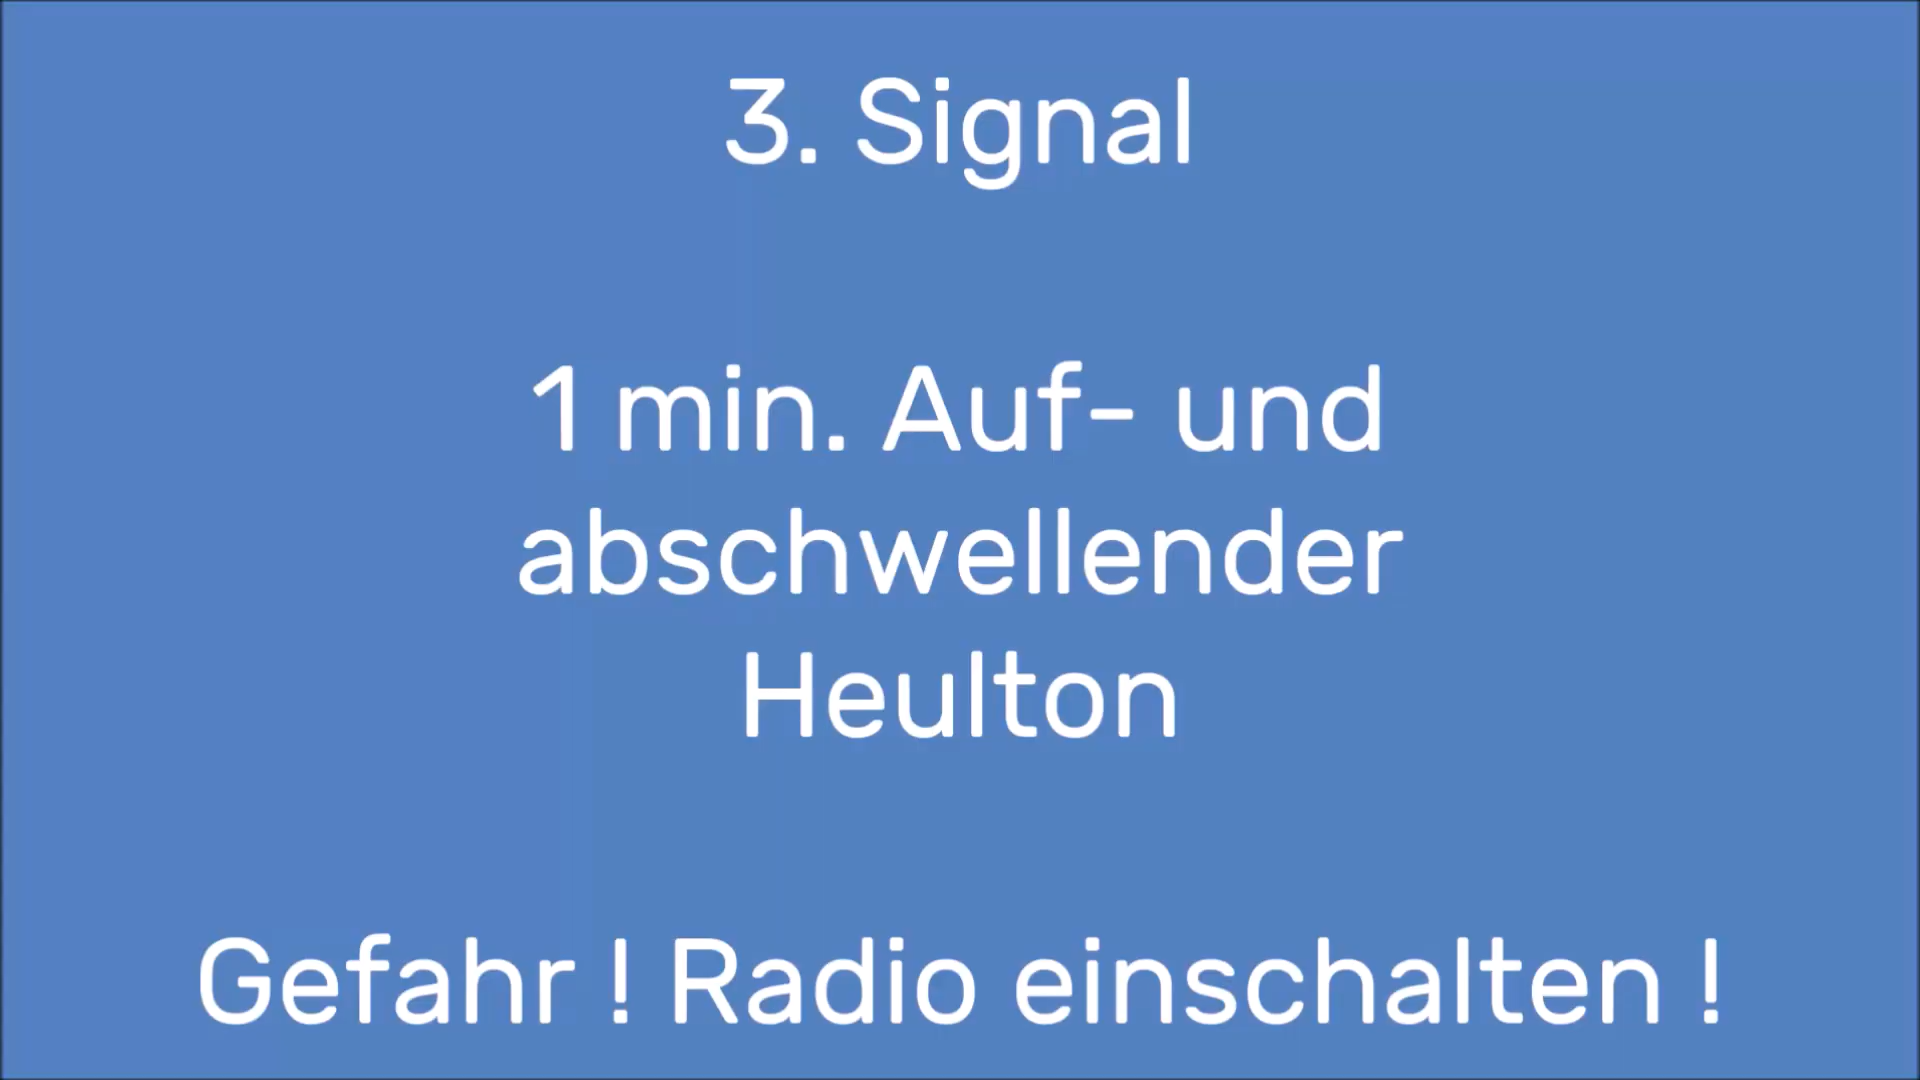 3. Signal
1 min. Auf- und
abschwellender
Heulton
Gefahr ! Radio einschalten !